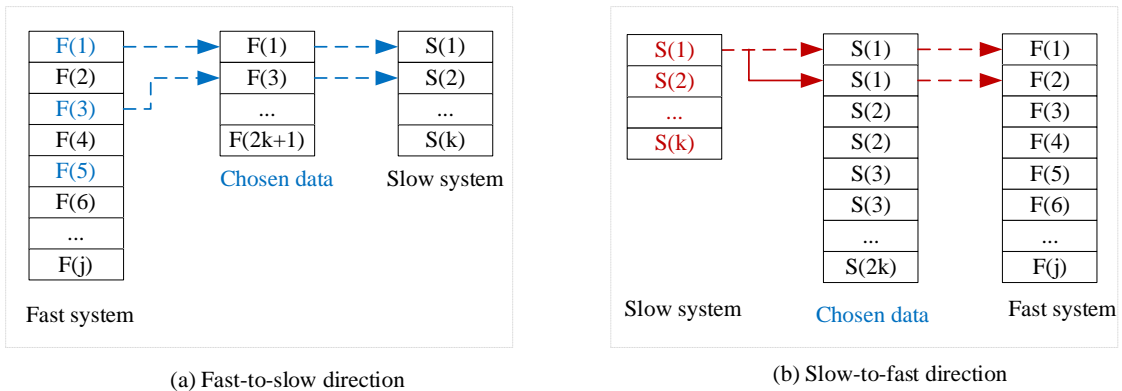 F(1)
F(2)
F(3)
F(4)
F(5)
F(6)
...
F(j)
Fast system
F(1)
F(3)
...
F(2k+1)
Chosen data
S(1)
S(2)
...
S(k)
Slow system
(a) Fast-to-slow direction
S(1)
S(2)
...
S(k)
Slow system
S(1)
S(1)
S(2)
S(2)
S(3)
S(3)
...
S(2k)
Chosen data
F(1)
F(2)
F(3)
F(4)
F(5)
F(6)
...
F(j)
Fast system
(b) Slow-to-fast direction